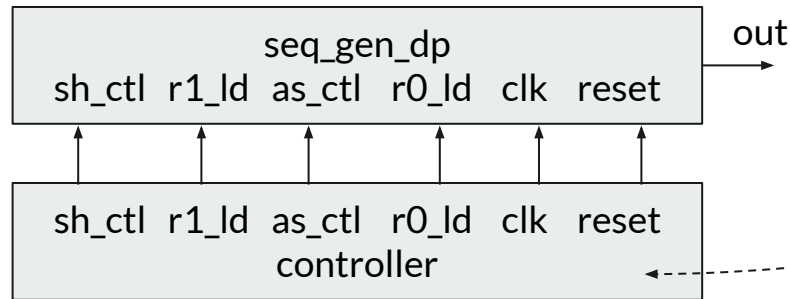 seq_gen_dp
out
sh_ctl r1_ld as_ctl r0_ld clk reset
sh_ctl r1_ld as_ctl r0_ld clk reset
controller